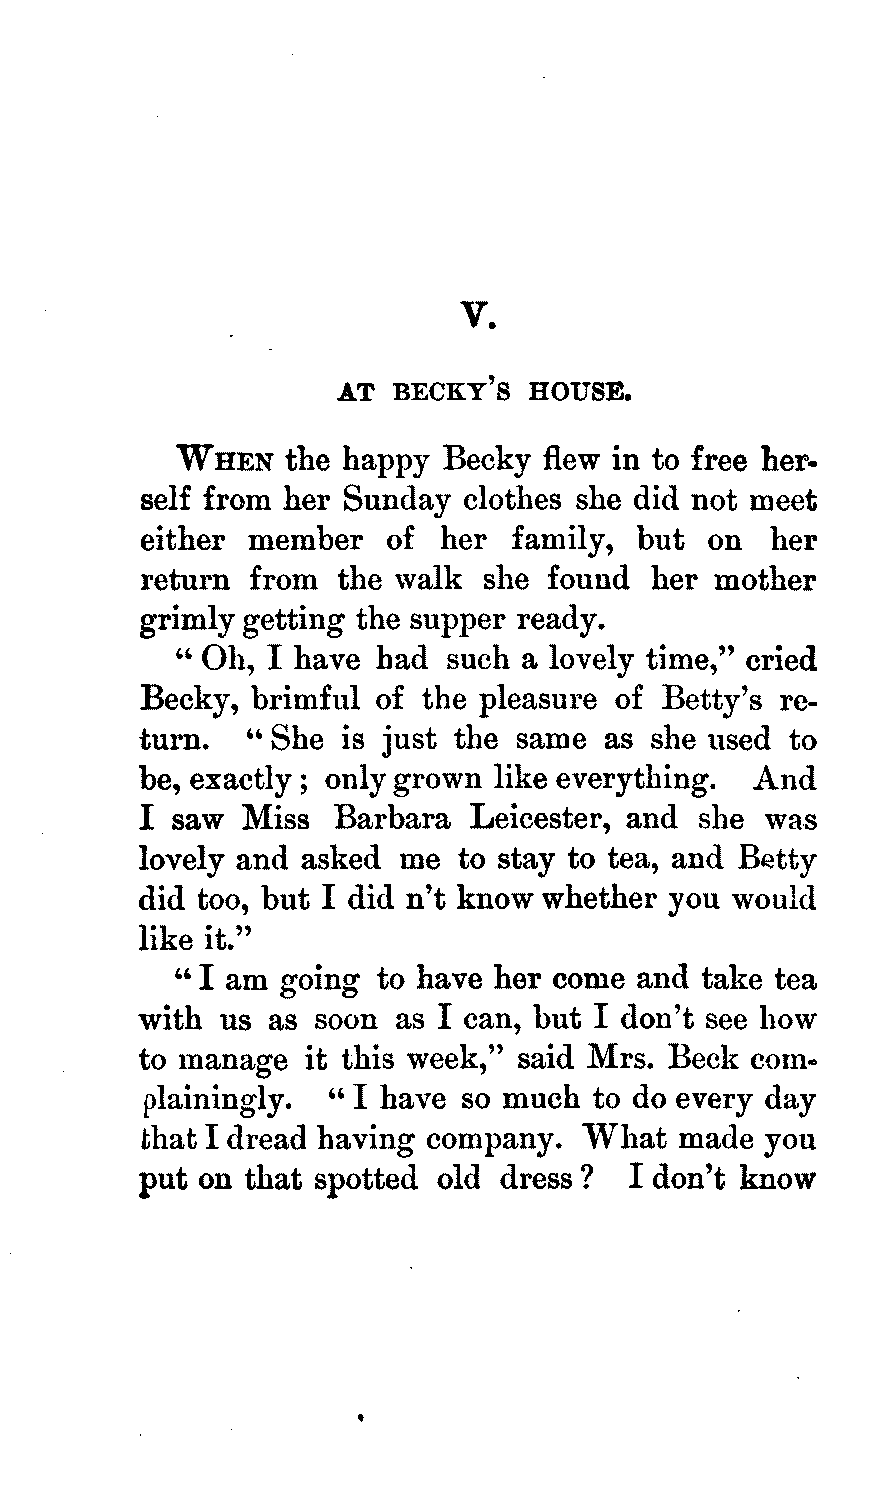 V.
AT BECKY'S HOUSE.
WHEN the happy Becky flew in to free her-
self from her Sunday clothes she did not meet
either member of her family, but on her
return from the walk she found her mother
grimly getting the supper ready.
“ Oh, I have had such a lovely time,” cried
Becky, brimful of the pleasure of Betty’s re-
turn. “ She is just the same as she used to
be, exactly ; only grown like everything. And
I saw Miss Barbara Leicester, and she was
lovely and asked me to stay to tea, and Betty
did too, but I did n’t know whether you would
like it.”
“ I am going to have her come and take tea
with us as soon as I can, but I don’t see how
to manage it this week,” said Mrs. Beck com-
plainingly. “ I have so much to do every day
that I dread having company. What made you
put on that spotted old dress ? I don’t know